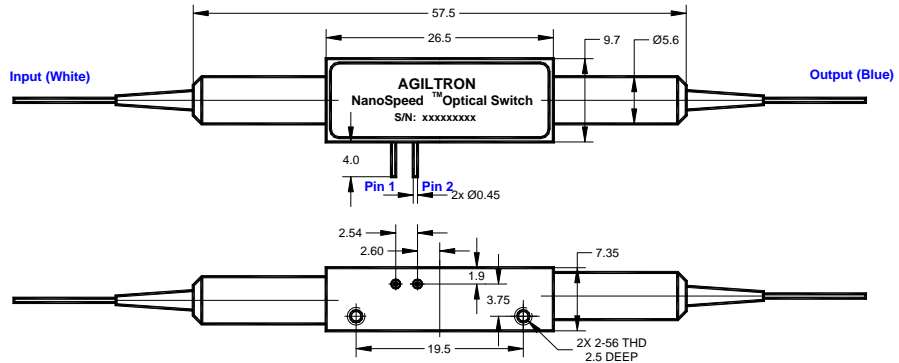 57.5
26.5
9.7
Ø5.6
Input (White)
Output (Blue)
AGILTRON
NanoSpeed ™Optical Switch
S/N: xxxxxxxxx
4.0
Pin 1
Pin 2
2x Ø0.45
2.54
2.60
1.9
7.35
3.75
19.5
2X 2-56 THD
2.5 DEEP